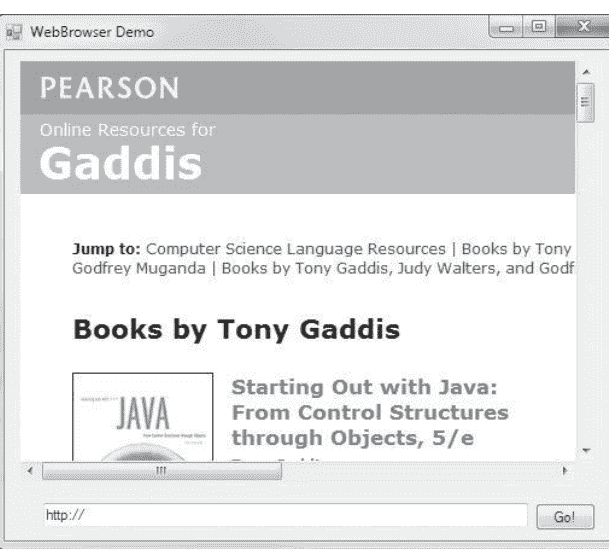 WebBrowser Demo
PEARSON
Online Resources for
Gaddis
Jump to: Computer Science Language Resources | Books by Tony
Godfrey Muganda | Books by Tony Gaddis, Judy Walters, and Godf
Books by Tony Gaddis
JAVA
Starting Out with Java:
From Control Structures
through Objects, 5/e
http://
Go!